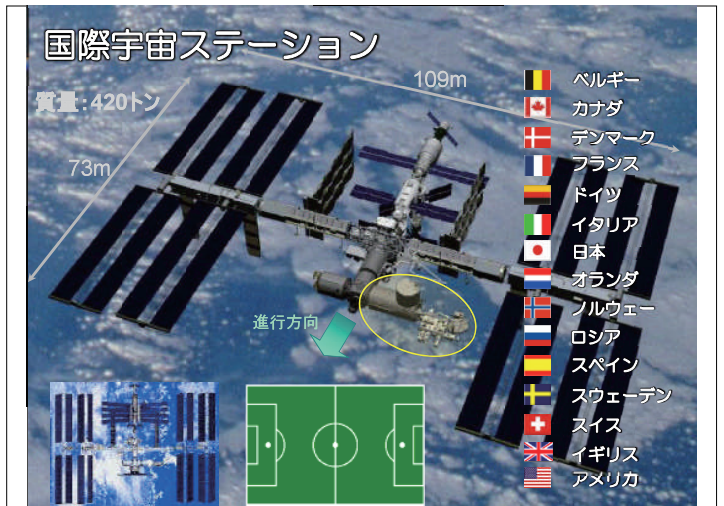 国際宇宙ステーション
109m
質量:420トン
73m
ベルギー
カナダ
デンマーク
フランス
ドイツ
イタリア
日本
オランダ
ノルウェー
ロシア
スペイン
スウェーデン
スイス
イギリス
アメリカ
進行方向